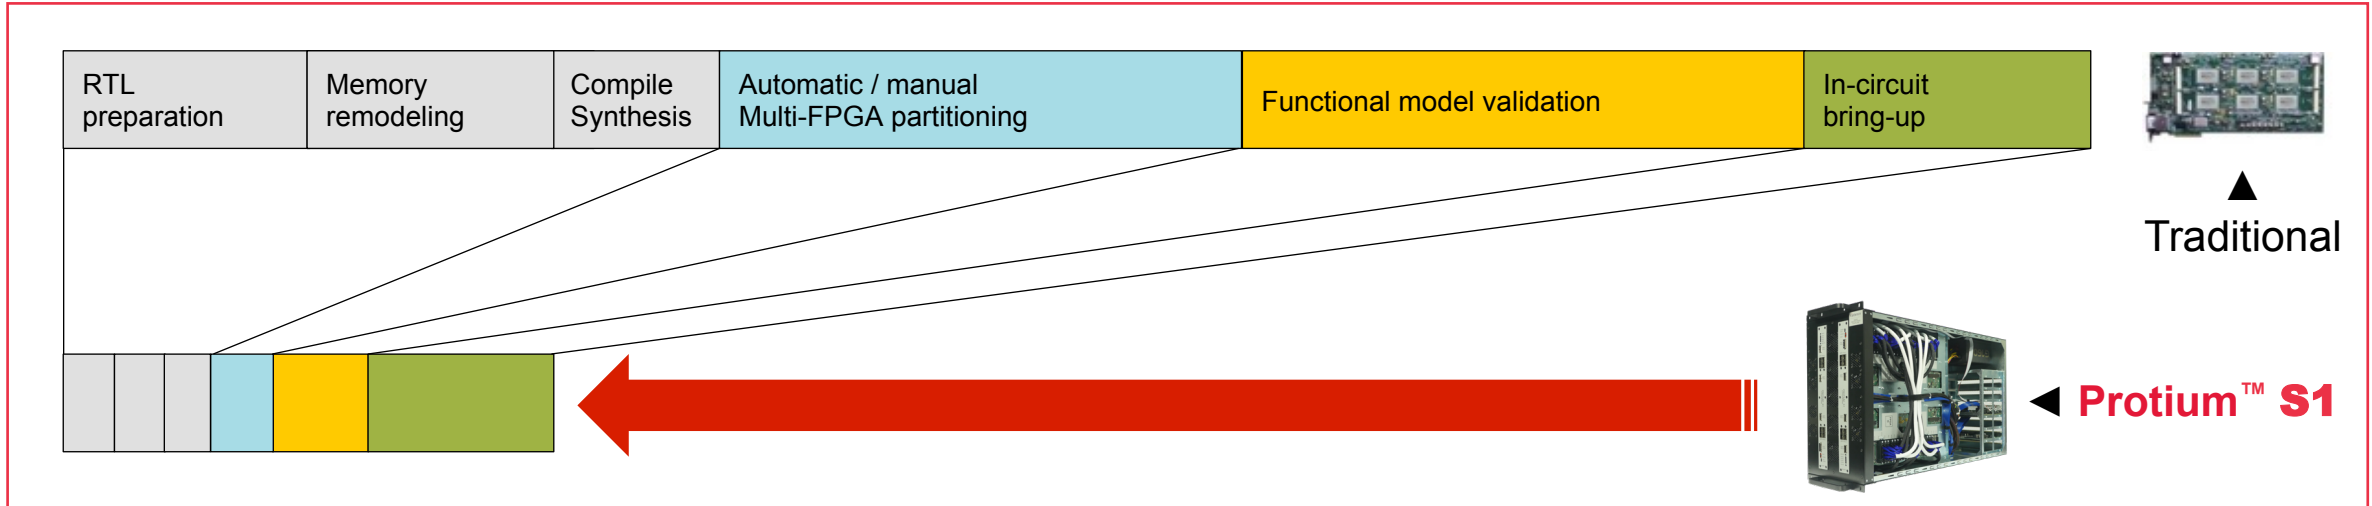 RTL
preparation
Memory
remodeling
Compile
Synthesis
Automatic / manual
Multi-FPGA partitioning
Functional model validation
In-circuit
bring-up
Traditional
Protium™ S1